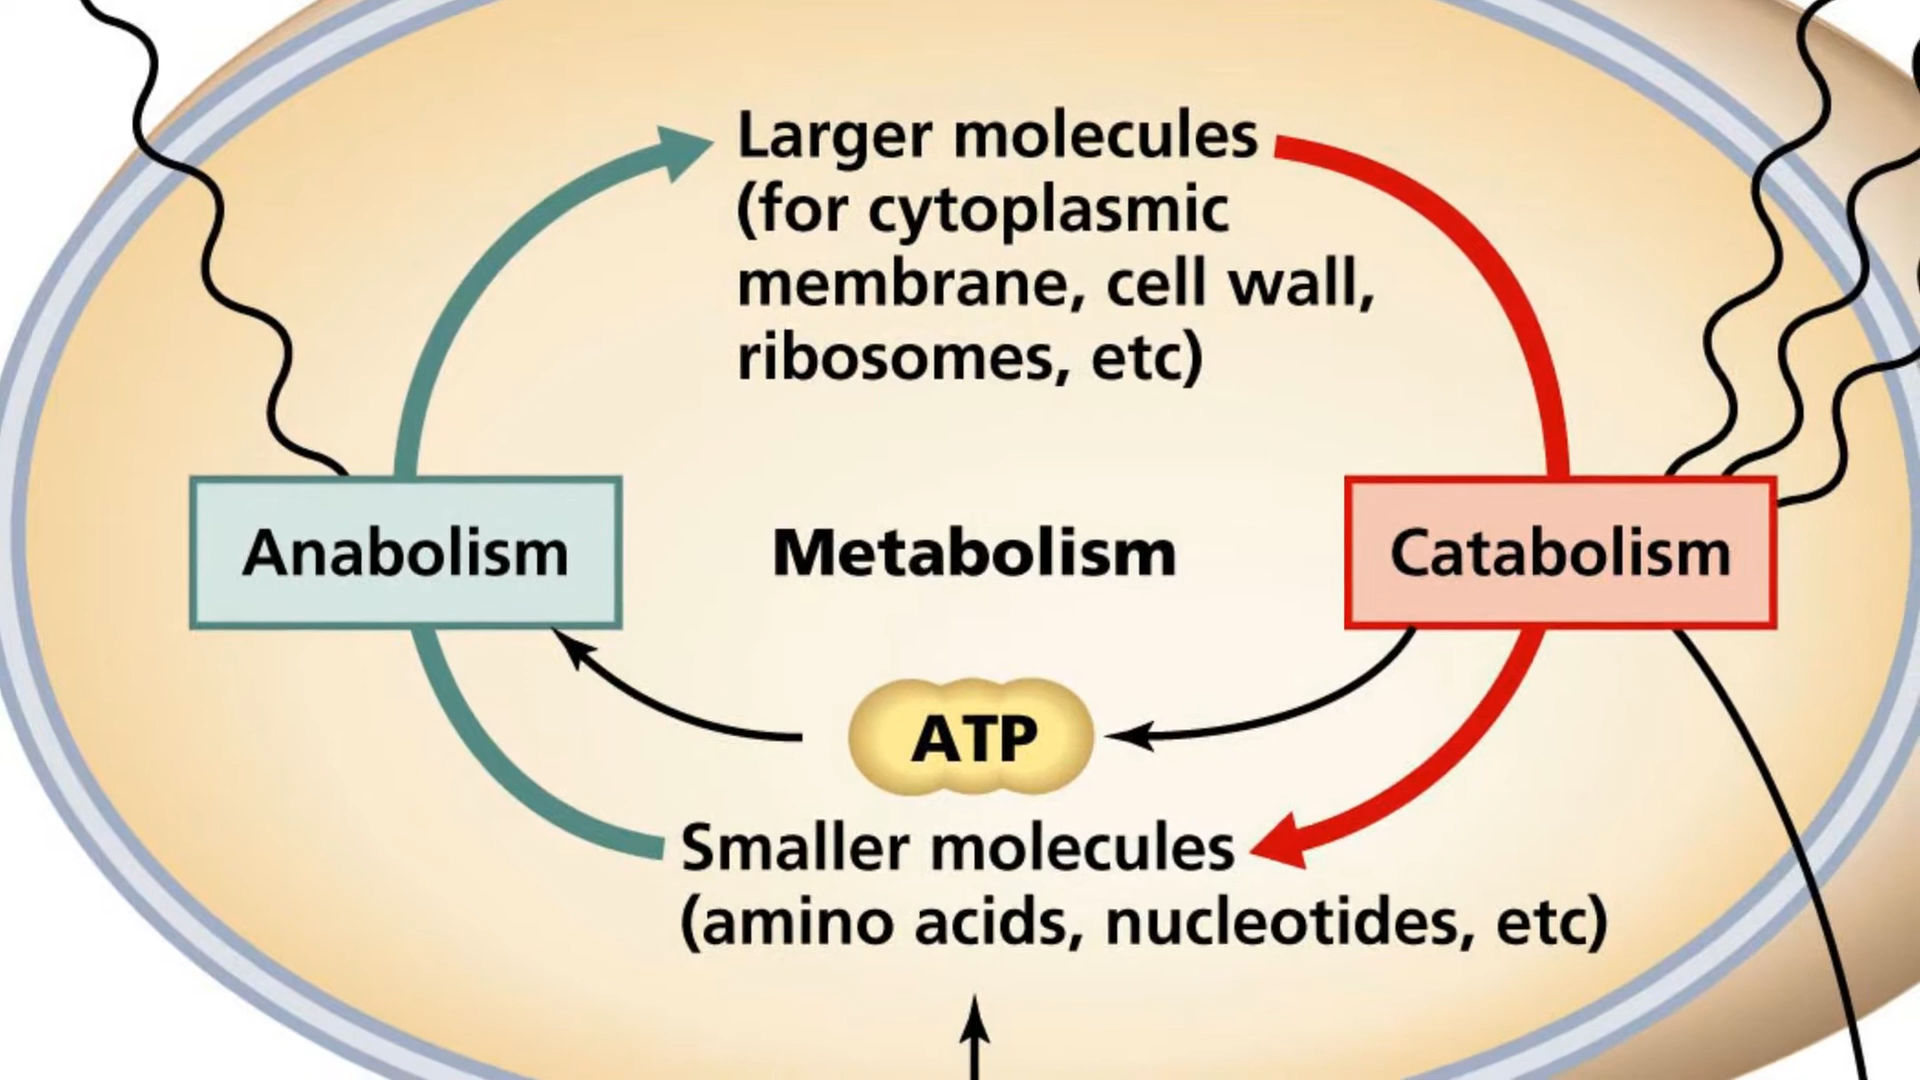 Larger molecules
(for cytoplasmic
membrane, cell wall,
ribosomes, etc)
Anabolism
Metabolism
Catabolism
ATP
Smaller molecules
(amino acids, nucleotides, etc)